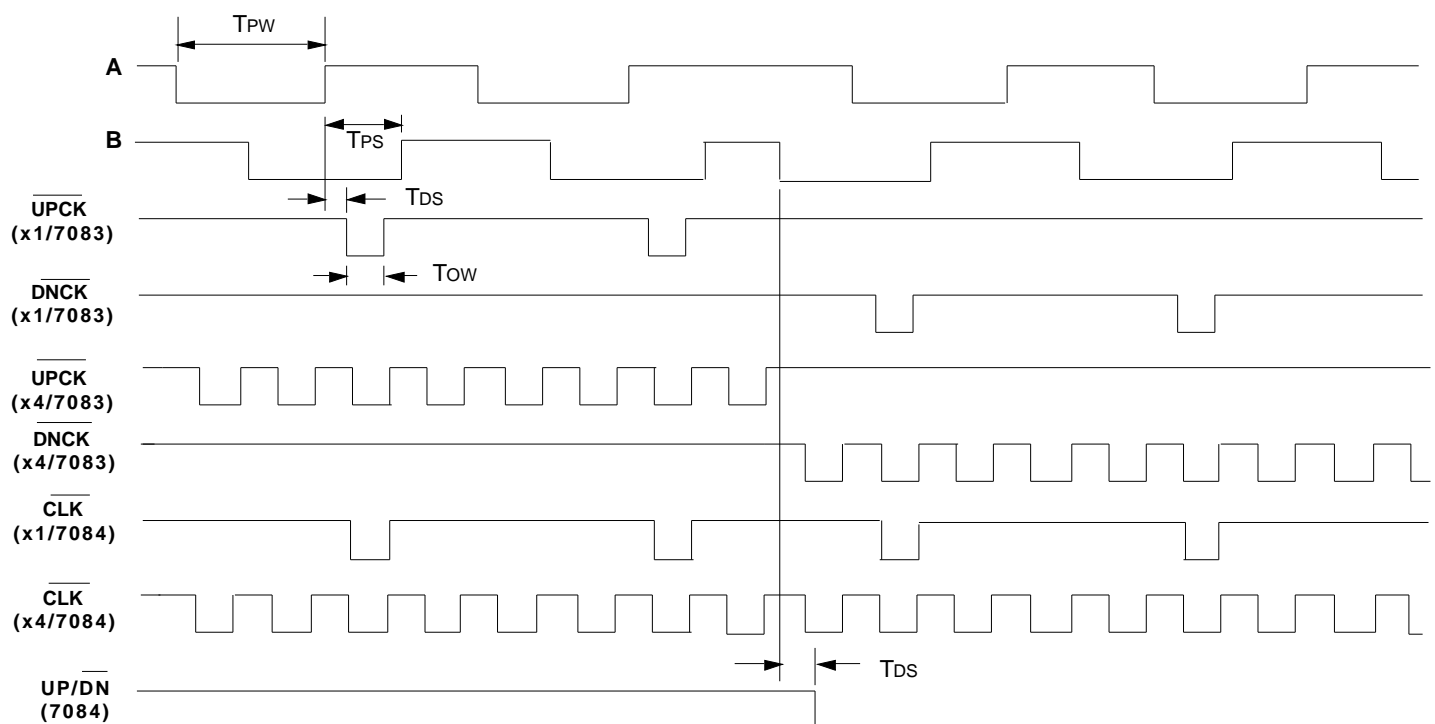 TPW
A
TPS
B
TDS
UPCK
(x1/7083)
TOW
DNCK
(x1/7083)
UPCK
(x4/7083)
DNCK
(x4/7083)
CLK
(x1/7084)
CLK
(x4/7084)
TDS
UP/DN
(7084)